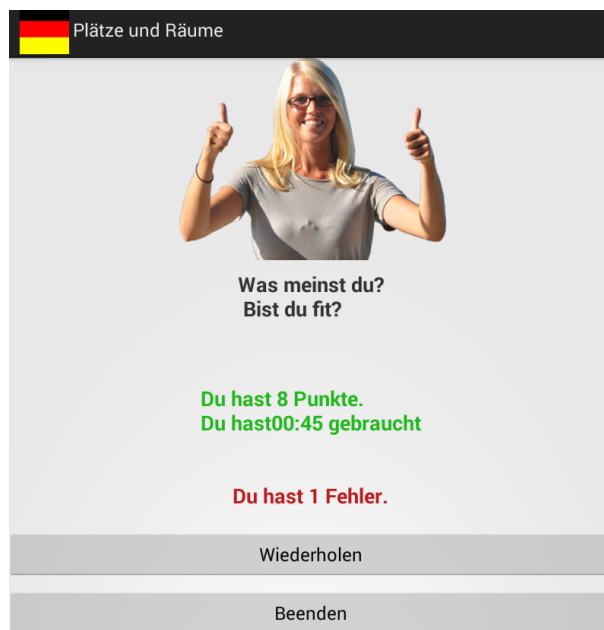 Plätze und Räume
Was meinst du?
Bist du fit?
Du hast 8 Punkte.
Du hast00:45 gebraucht
Du hast 1 Fehler.
Wiederholen
Beenden